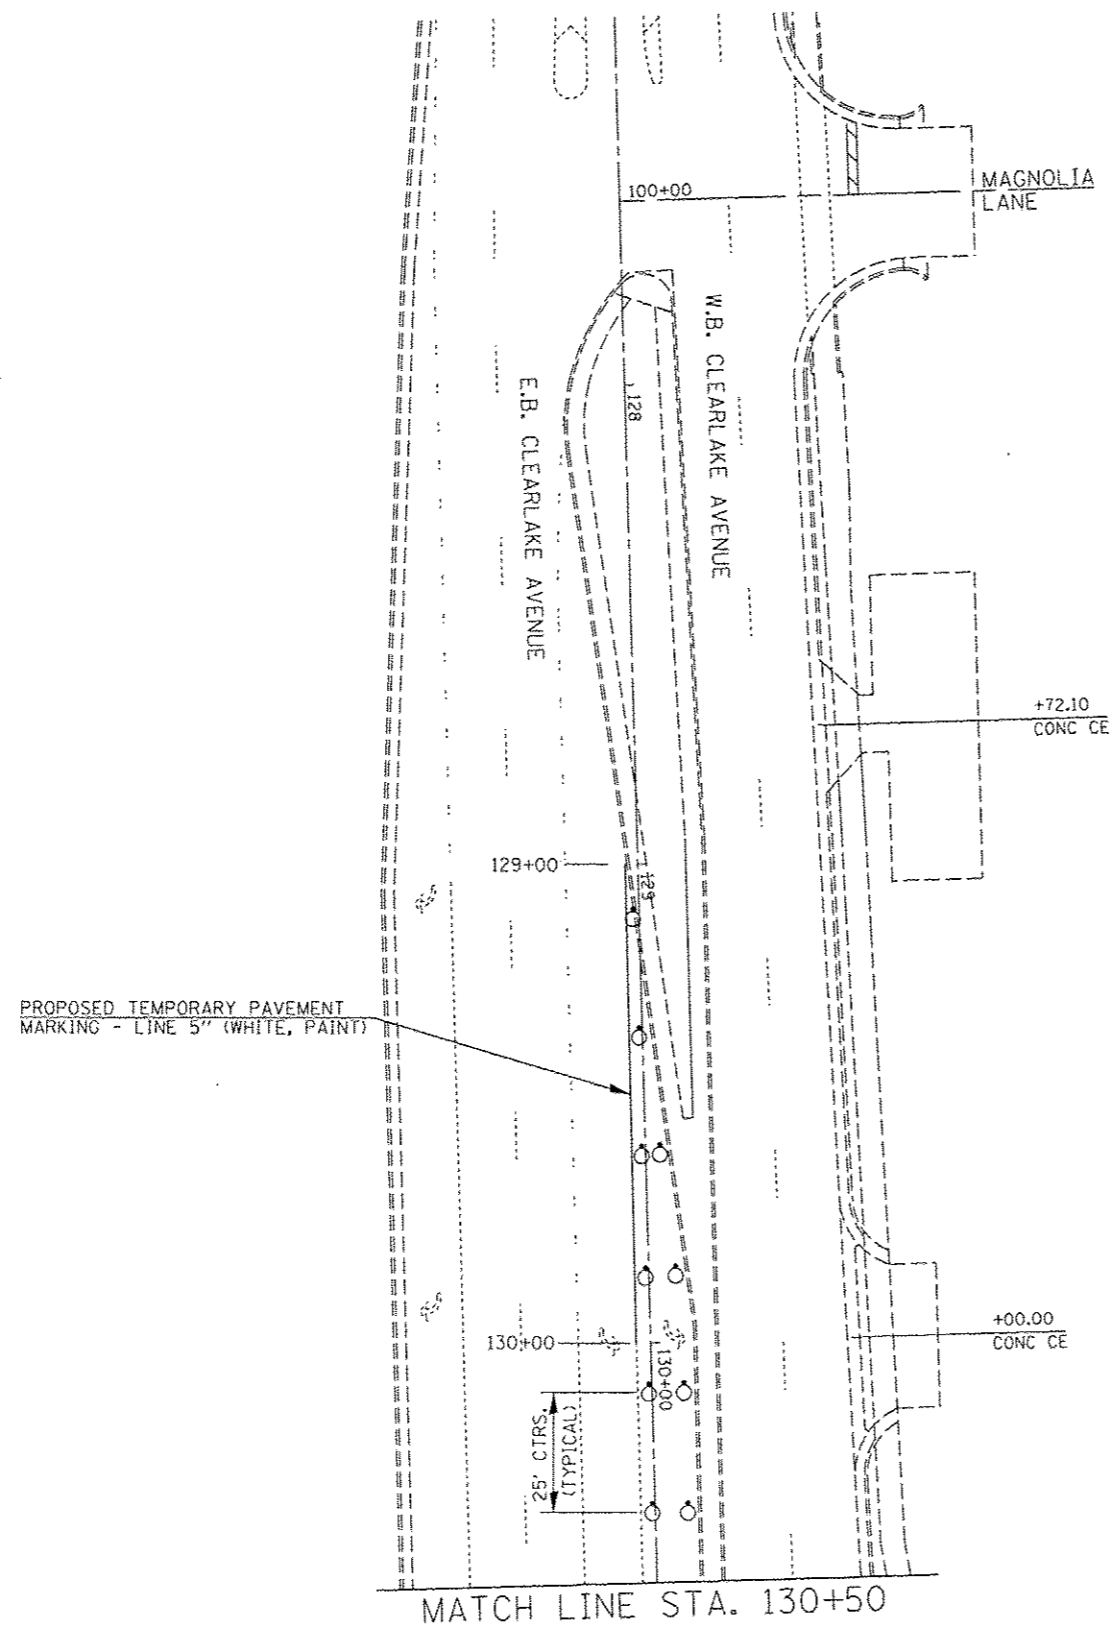 100+00
MAGNOLIA
LANE
W.B. CLEARLAKE AVENUE
E.B. CLEARLAKE AVENUE
128
+72.10
CONC CE
129+00
129
PROPOSED TEMPORARY PAVEMENT
MARKING - LINE 5" (WHITE, PAINT)
+00.00
CONC CE
130+00
130+00
25' CTRS.
(TYPICAL)
MATCH LINE STA. 130+50